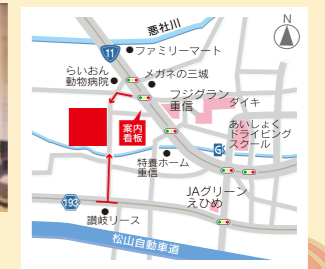 悪社川
N
11
ファミリーマート
らいおん
動物病院
メガネの三城
フジグラン
重信
ダイキ
案内
看板
あいしょく
ドライビング
スクール
特養ホーム
重信
JAグリーン
えひめ
193
讃岐リース
松山自動車道